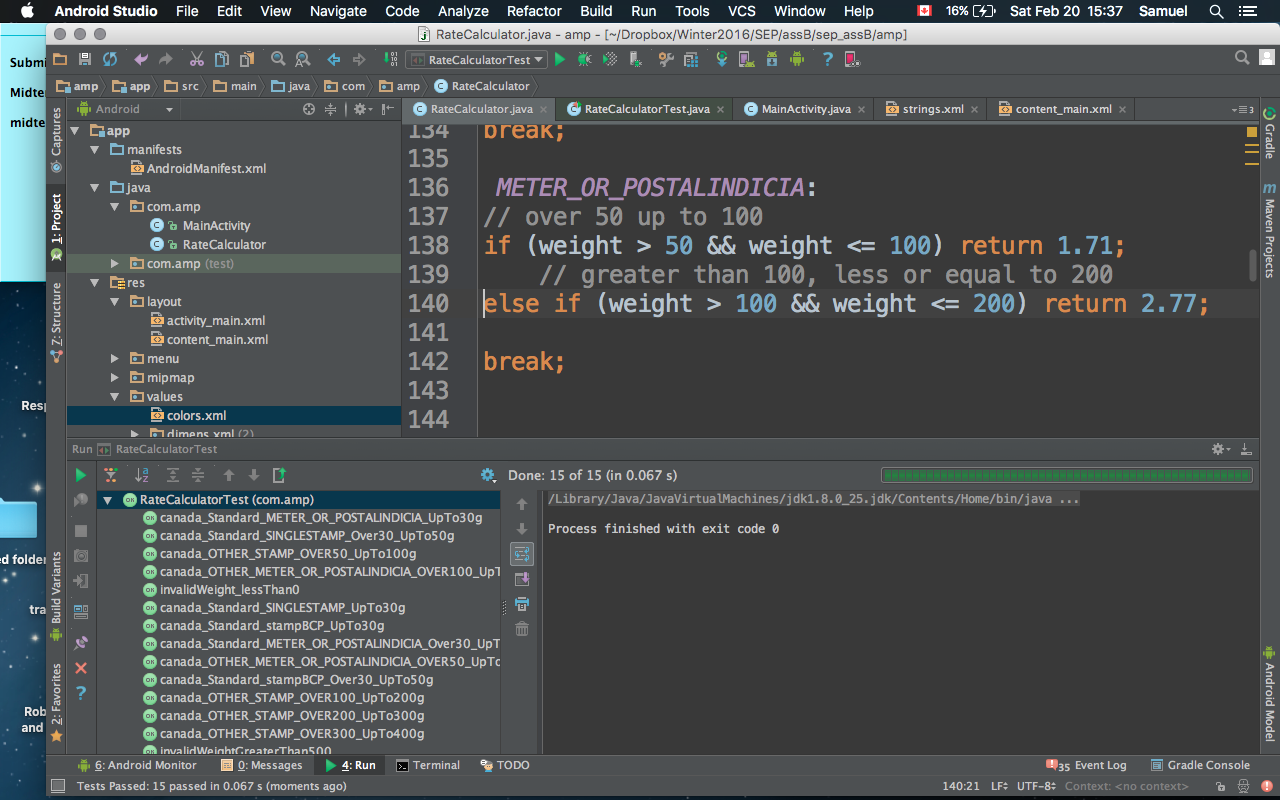 Android Studio File Edit View Navigate Code Analyze Refactor Build Run Tools VCS Window Help 16% Sat Feb 20 15:37 Samuel
RateCalculator.java - amp - [~/Dropbox/Winter2016/SEP/assB/sep_assB/amp]
RateCalculatorTest
amp app src main java com amp RateCalculator
Submi
Midte
midte
Resp
ed folder
tra
Rob
and
Captures
1: Project
Z: Structure
Build Variants
2: Favorites
Android
app
manifests
AndroidManifest.xml
java
com.amp
MainActivity
RateCalculator
com.amp (test)
res
layout
activity_main.xml
content_main.xml
menu
mipmap
values
colors.xml
dimens.xml (2)
RateCalculator.java RateCalculatorTest.java MainActivity.java strings.xml content_main.xml 3
134 break;
135
136 METER_OR_POSTALINDICIA:
137 // over 50 up to 100
138 if (weight > 50 && weight <= 100) return 1.71;
139 // greater than 100, less or equal to 200
140 else if (weight > 100 && weight <= 200) return 2.77;
141
142 break;
143
144
Gradle
m Maven Projects
Android Model
Run RateCalculatorTest
Done: 15 of 15 (in 0.067 s)
RateCalculatorTest (com.amp)
canada_Standard_METER_OR_POSTALINDICIA_UpTo30g
canada_Standard_SINGLESTAMP_Over30_UpTo50g
canada_OTHER_STAMP_OVER50_UpTo100g
canada_OTHER_METER_OR_POSTALINDICIA_OVER100_UpT
invalidWeight_lessThan0
canada_Standard_SINGLESTAMP_UpTo30g
canada_Standard_stampBCP_UpTo30g
canada_Standard_METER_OR_POSTALINDICIA_Over30_UpT
canada_OTHER_METER_OR_POSTALINDICIA_OVER50_UpTo
canada_Standard_stampBCP_Over30_UpTo50g
canada_OTHER_STAMP_OVER100_UpTo200g
canada_OTHER_STAMP_OVER200_UpTo300g
canada_OTHER_STAMP_OVER300_UpTo400g
invalidWeightGreaterThan500
/Library/Java/JavaVirtualMachines/jdk1.8.0_25.jdk/Contents/Home/bin/java ...
Process finished with exit code 0
6: Android Monitor 0: Messages 4: Run Terminal TODO 35 Event Log Gradle Console
Tests Passed: 15 passed in 0.067 s (moments ago) 140:21 LF UTF-8 Context: <no context>